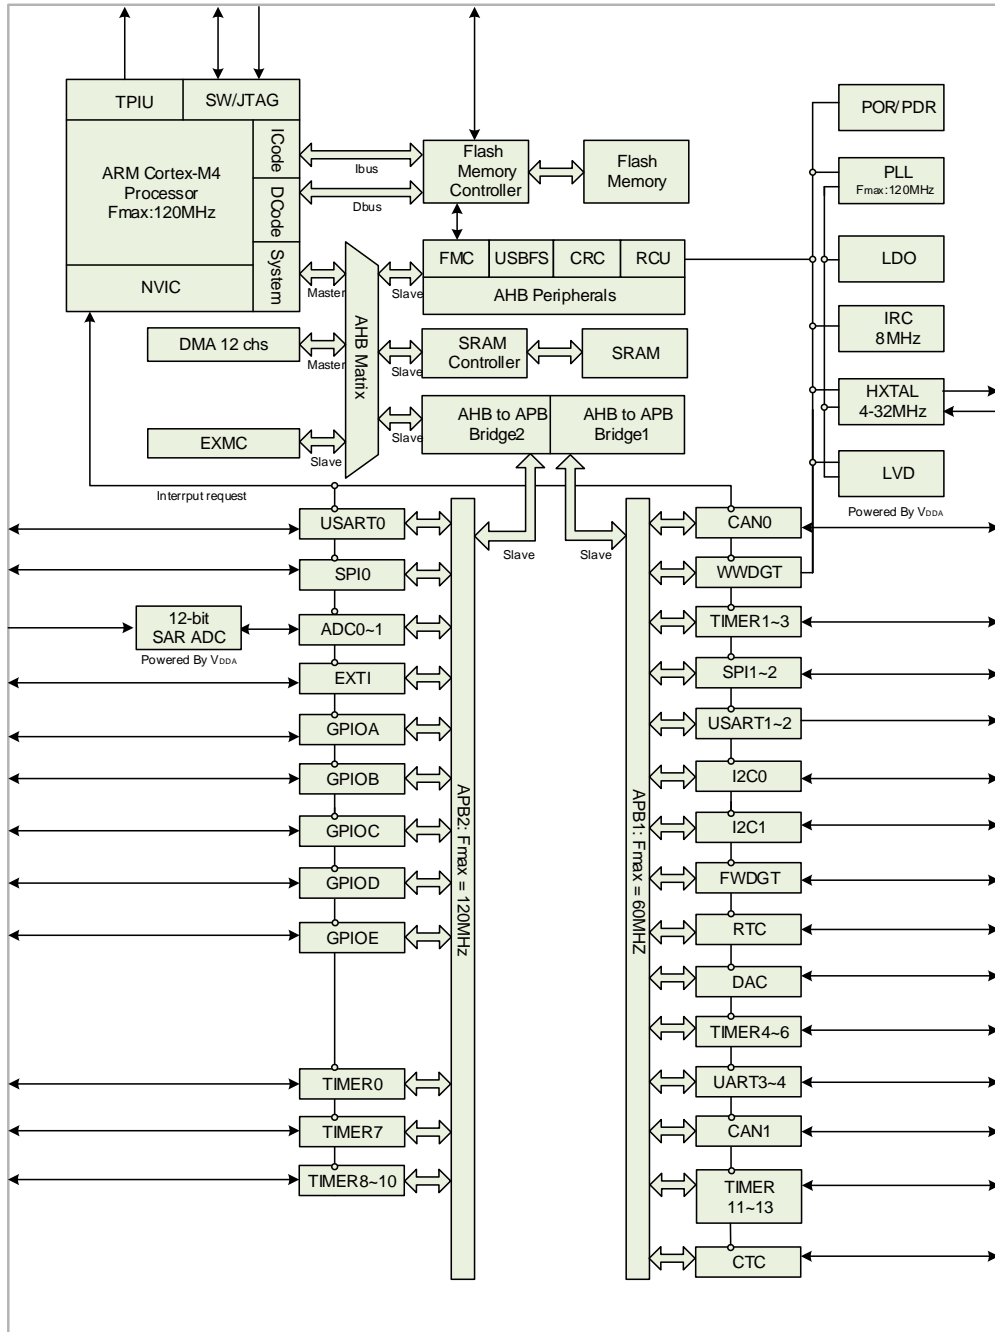 TPIU
SW/JTAG
POR/PDR
ICode
Flash
Memory
Controller
Flash
Memory
ARM Cortex-M4
Processor
Fmax:120MHz
Ibus
PLL
Fmax:120MHz
DCode
Dbus
System
FMC
USBFS
CRC
RCU
LDO
NVIC
Master
Slave
AHB Peripherals
AHB Matrix
IRC
8MHz
DMA 12 chs
Master
Slave
SRAM
Controller
SRAM
HXTAL
4-32MHz
AHB to APB
Bridge2
AHB to APB
Bridge1
EXMC
Slave
Slave
LVD
Interrput request
Powered By VDDA
USART0
CAN0
Slave
Slave
SPI0
WWDGT
12-bit
SAR ADC
ADC0~1
TIMER1~3
Powered By VDDA
EXTI
SPI1~2
GPIOA
USART1~2
GPIOB
I2C0
APB2: Fmax = 120MHz
APB1: Fmax = 60MHZ
GPIOC
I2C1
GPIOD
FWDGT
GPIOE
RTC
DAC
TIMER4~6
TIMER0
UART3~4
TIMER7
CAN1
TIMER8~10
TIMER
11~13
CTC